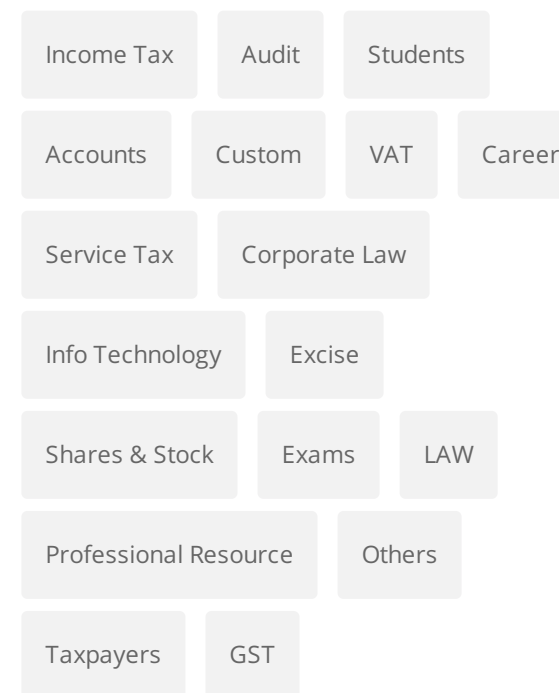 Income Tax Audit Students
Accounts Custom VAT Career
Service Tax Corporate Law
Info Technology Excise
Shares & Stock Exams LAW
Professional Resource Others
Taxpayers GST